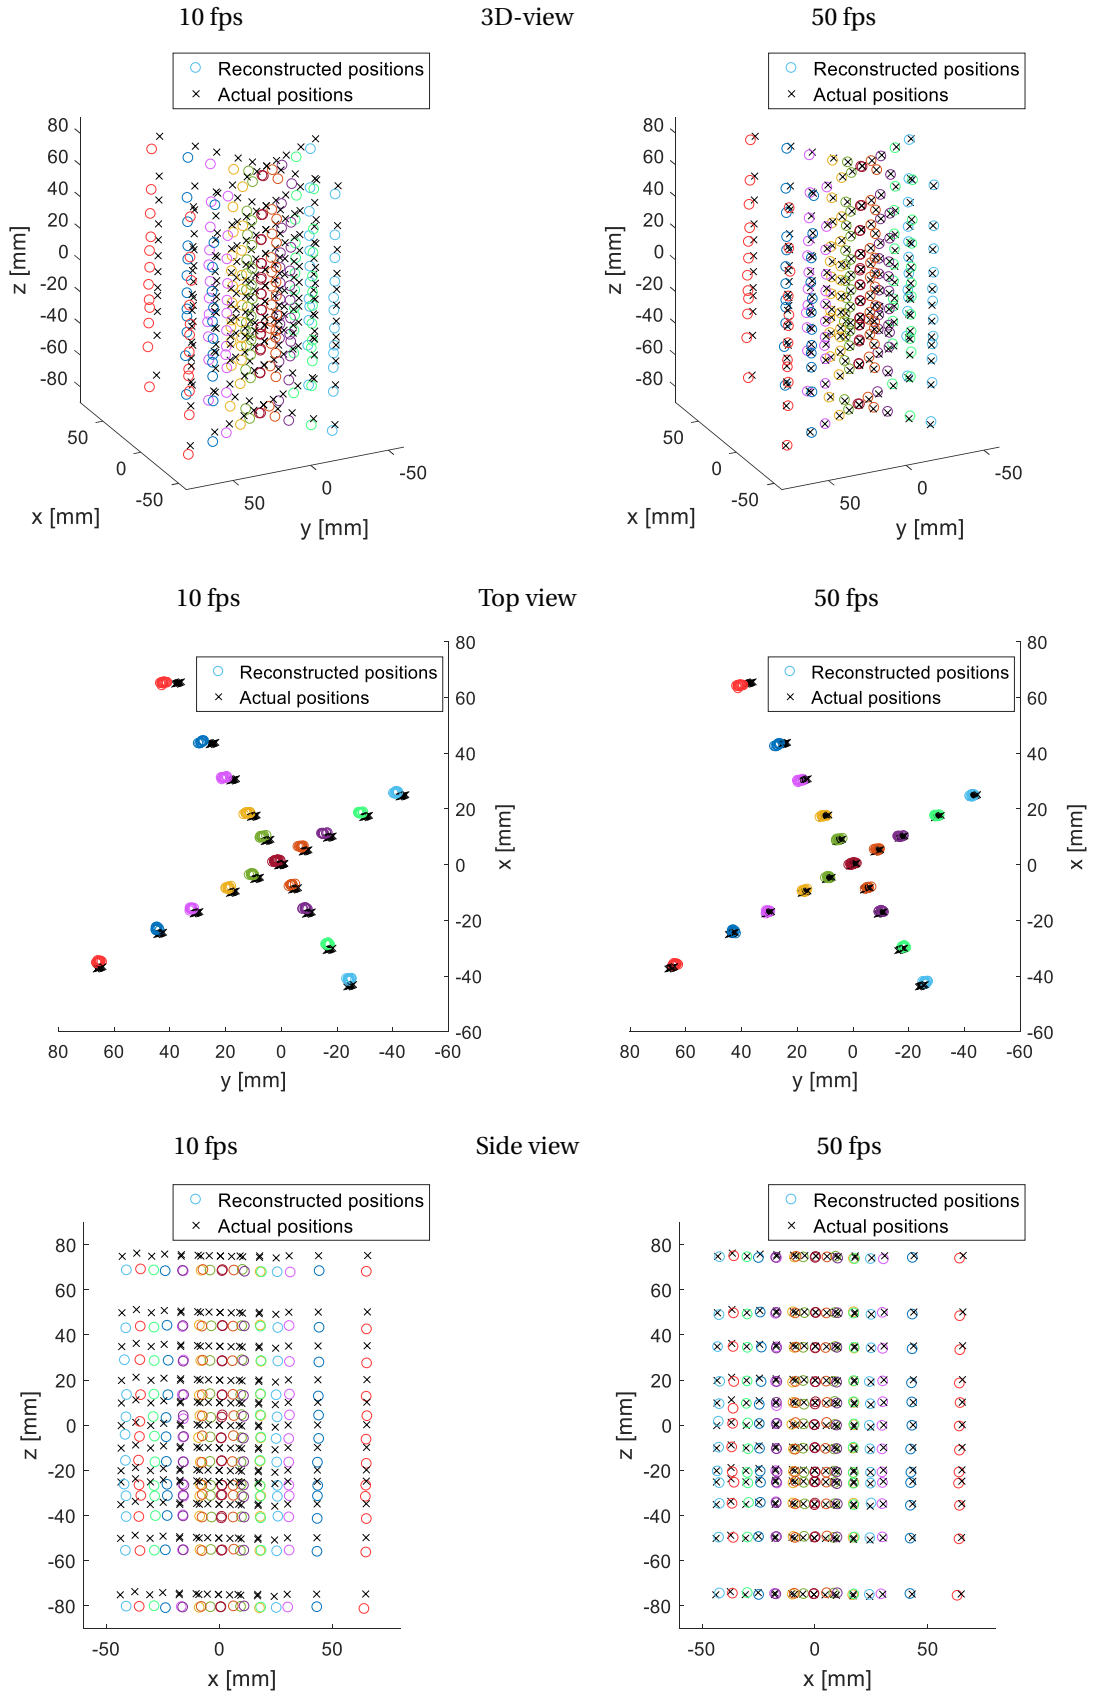 10 fps 3D-view 50 fps
Reconstructed positions
Actual positions
80
60
40
20
0
-20
-40
-60
-80
z [mm]
50
0
-50
x [mm]
50
0
-50
y [mm]
Reconstructed positions
Actual positions
80
60
40
20
0
-20
-40
-60
-80
z [mm]
50
0
-50
x [mm]
50
0
-50
y [mm]
10 fps Top view 50 fps
Reconstructed positions
Actual positions
80
60
40
20
0
-20
-40
-60
x [mm]
80 60 40 20 0 -20 -40 -60
y [mm]
Reconstructed positions
Actual positions
80
60
40
20
0
-20
-40
-60
x [mm]
80 60 40 20 0 -20 -40 -60
y [mm]
10 fps Side view 50 fps
Reconstructed positions
Actual positions
80
60
40
20
0
-20
-40
-60
-80
z [mm]
-50 0 50
x [mm]
Reconstructed positions
Actual positions
80
60
40
20
0
-20
-40
-60
-80
z [mm]
-50 0 50
x [mm]